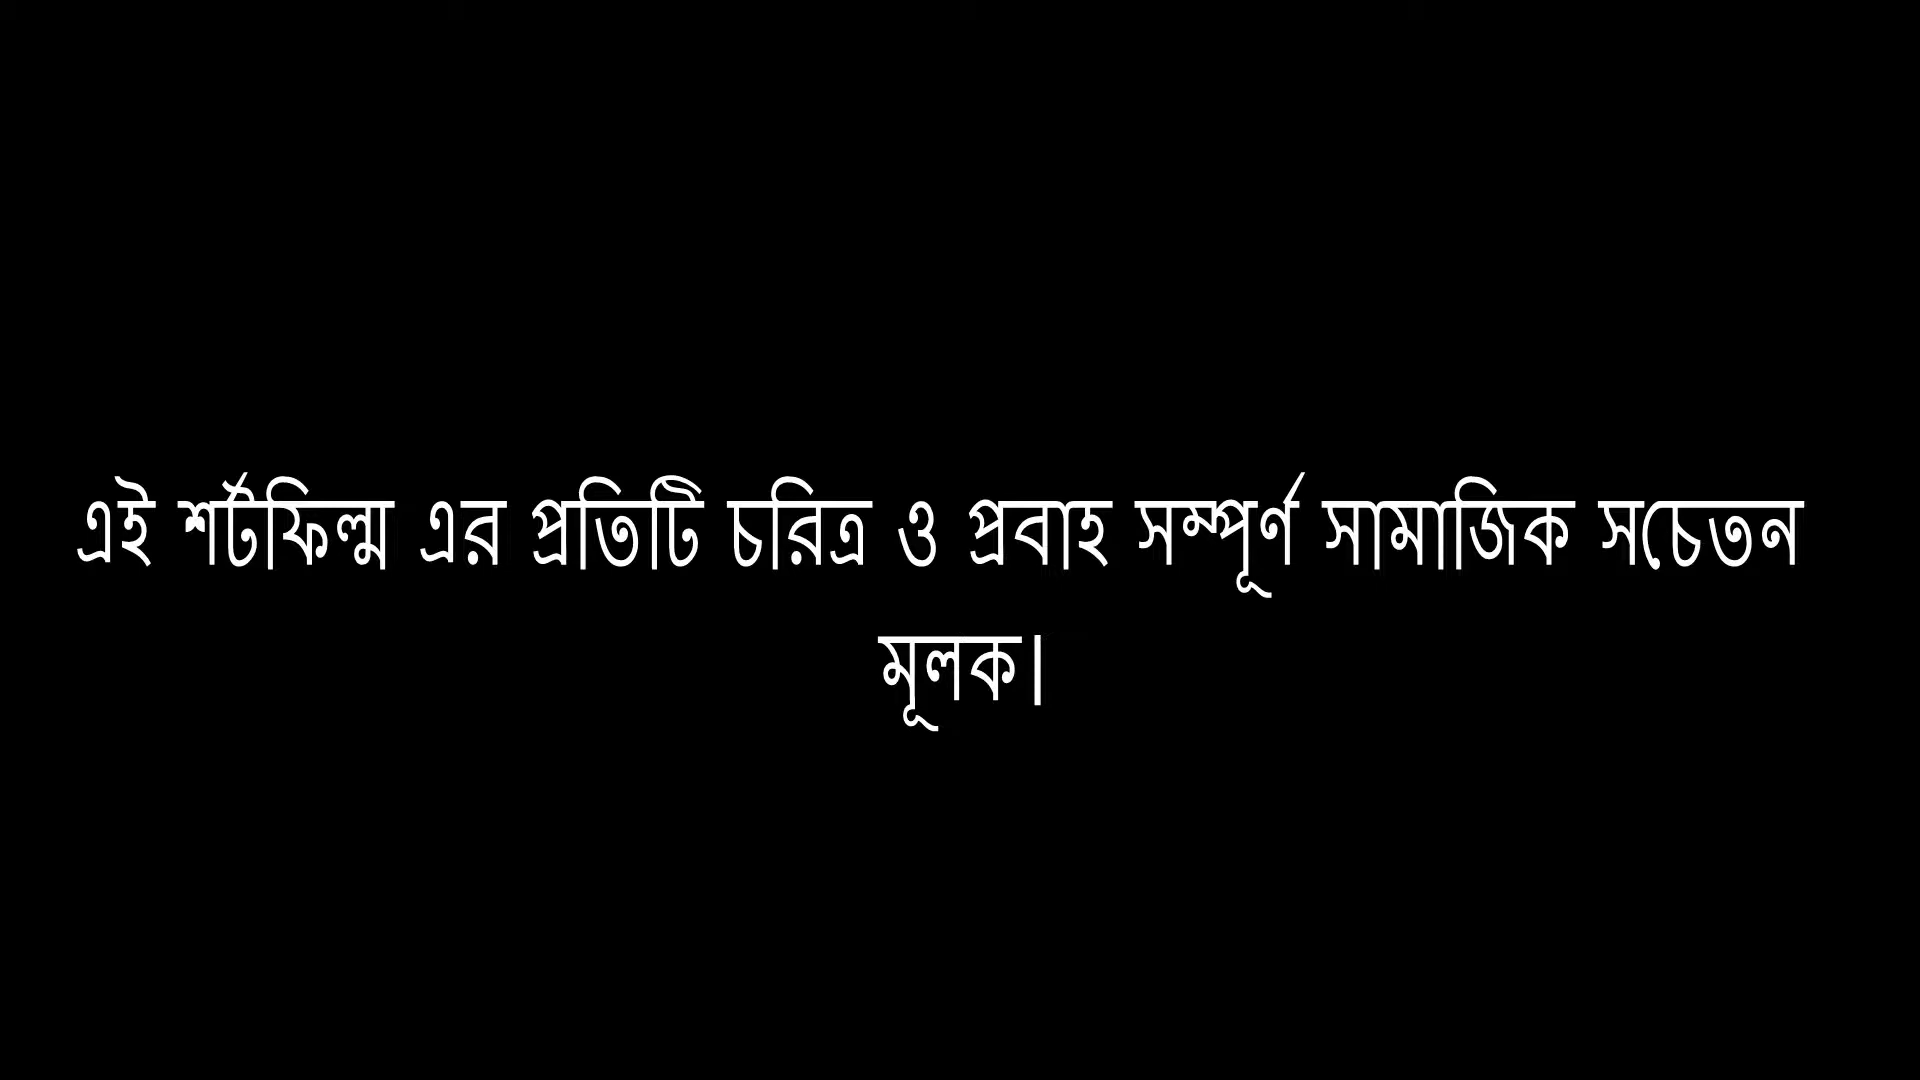 এই শর্টফিল্ম এর প্রতিটি চরিত্র ও প্রবাহ সম্পূর্ণ সামাজিক সচেতন
মূলক।